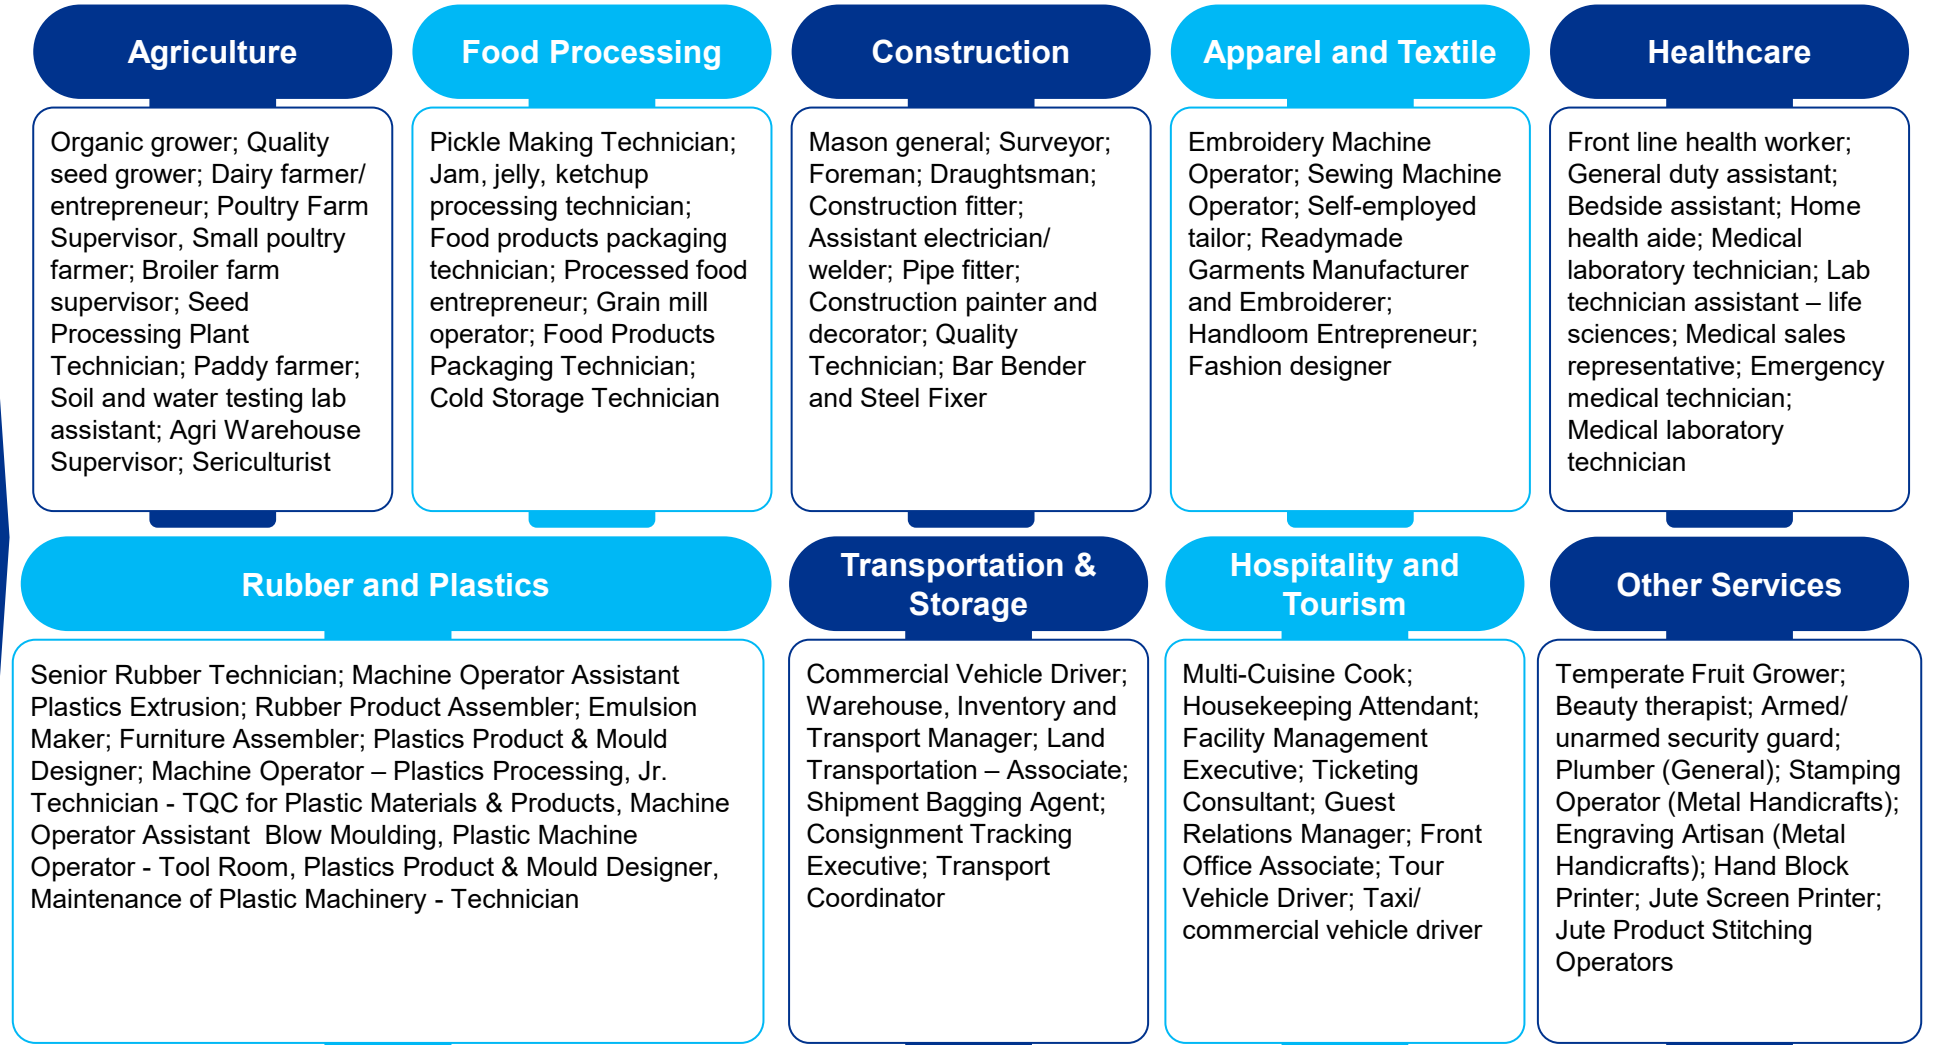 Agriculture
Organic grower; Quality
seed grower; Dairy farmer/
entrepreneur; Poultry Farm
Supervisor, Small poultry
farmer; Broiler farm
supervisor; Seed
Processing Plant
Technician; Paddy farmer;
Soil and water testing lab
assistant; Agri Warehouse
Supervisor; Sericulturist
Food Processing
Pickle Making Technician;
Jam, jelly, ketchup
processing technician;
Food products packaging
technician; Processed food
entrepreneur; Grain mill
operator; Food Products
Packaging Technician;
Cold Storage Technician
Construction
Mason general; Surveyor;
Foreman; Draughtsman;
Construction fitter;
Assistant electrician/
welder; Pipe fitter;
Construction painter and
decorator; Quality
Technician; Bar Bender
and Steel Fixer
Apparel and Textile
Embroidery Machine
Operator; Sewing Machine
Operator; Self-employed
tailor; Readymade
Garments Manufacturer
and Embroiderer;
Handloom Entrepreneur;
Fashion designer
Healthcare
Front line health worker;
General duty assistant;
Bedside assistant; Home
health aide; Medical
laboratory technician; Lab
technician assistant – life
sciences; Medical sales
representative; Emergency
medical technician;
Medical laboratory
technician
Rubber and Plastics
Senior Rubber Technician; Machine Operator Assistant
Plastics Extrusion; Rubber Product Assembler; Emulsion
Maker; Furniture Assembler; Plastics Product & Mould
Designer; Machine Operator – Plastics Processing, Jr.
Technician - TQC for Plastic Materials & Products, Machine
Operator Assistant  Blow Moulding, Plastic Machine
Operator - Tool Room, Plastics Product & Mould Designer,
Maintenance of Plastic Machinery - Technician
Transportation &
Storage
Commercial Vehicle Driver;
Warehouse, Inventory and
Transport Manager; Land
Transportation – Associate;
Shipment Bagging Agent;
Consignment Tracking
Executive; Transport
Coordinator
Hospitality and
Tourism
Multi-Cuisine Cook;
Housekeeping Attendant;
Facility Management
Executive; Ticketing
Consultant; Guest
Relations Manager; Front
Office Associate; Tour
Vehicle Driver; Taxi/
commercial vehicle driver
Other Services
Temperate Fruit Grower;
Beauty therapist; Armed/
unarmed security guard;
Plumber (General); Stamping
Operator (Metal Handicrafts);
Engraving Artisan (Metal
Handicrafts); Hand Block
Printer; Jute Screen Printer;
Jute Product Stitching
Operators